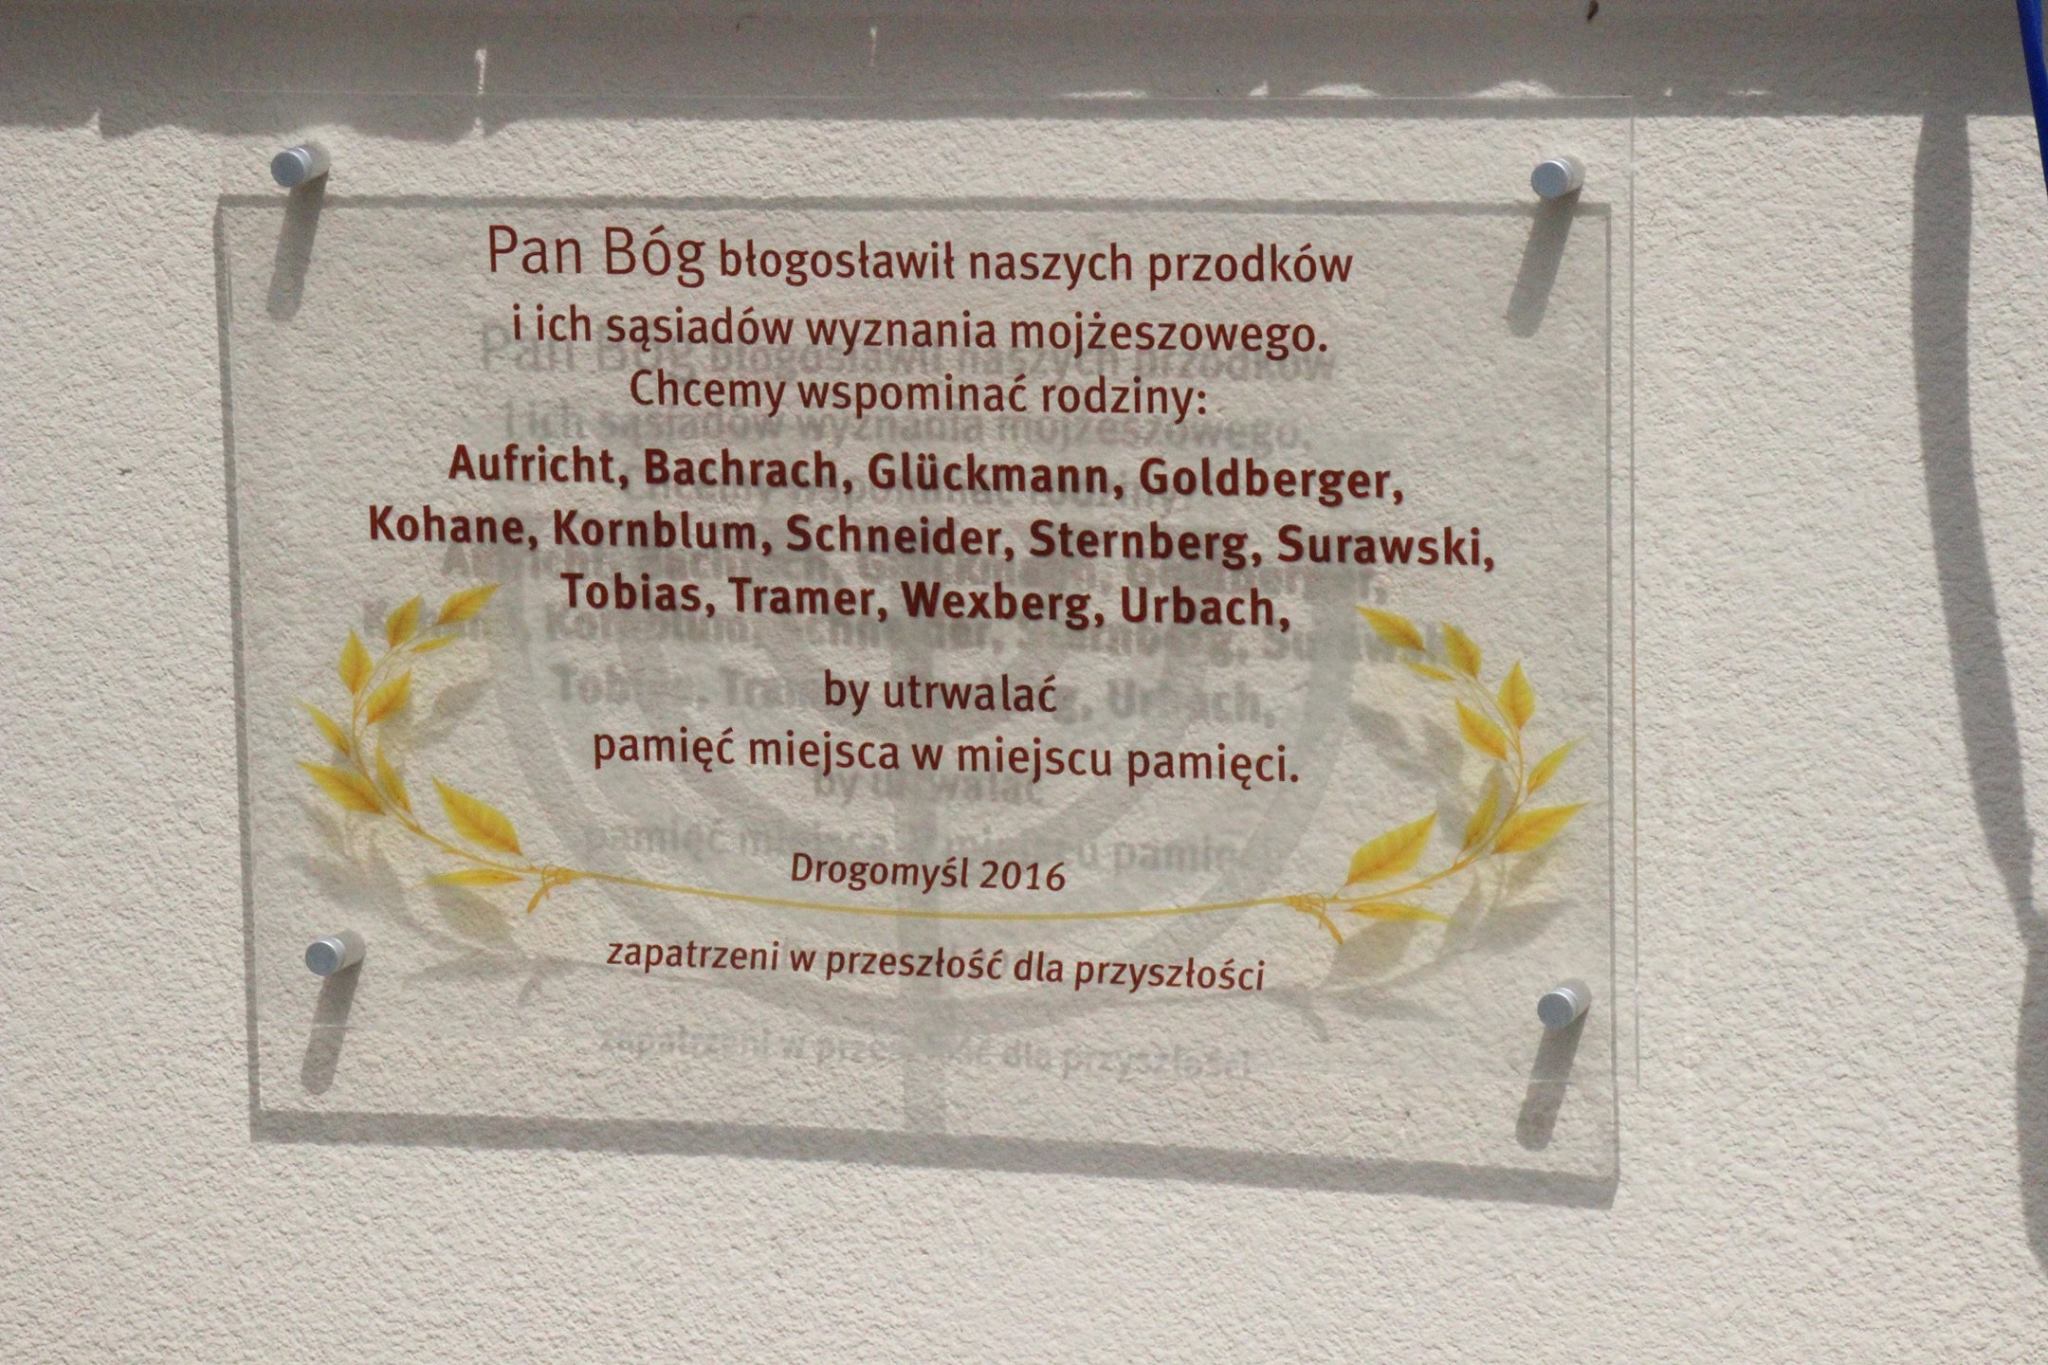 Pan Bóg błogosławił naszych przodków
i ich sąsiadów wyznania mojżeszowego.
Chcemy wspominać rodziny:
Aufricht, Bachrach, Glückmann, Goldberger,
Kohane, Kornblum, Schneider, Sternberg, Surawski,
Tobias, Tramer, Wexberg, Urbach,
by utrwalać
pamięć miejsca w miejscu pamięci.
Drogomyśl 2016
zapatrzeni w przeszłość dla przyszłości